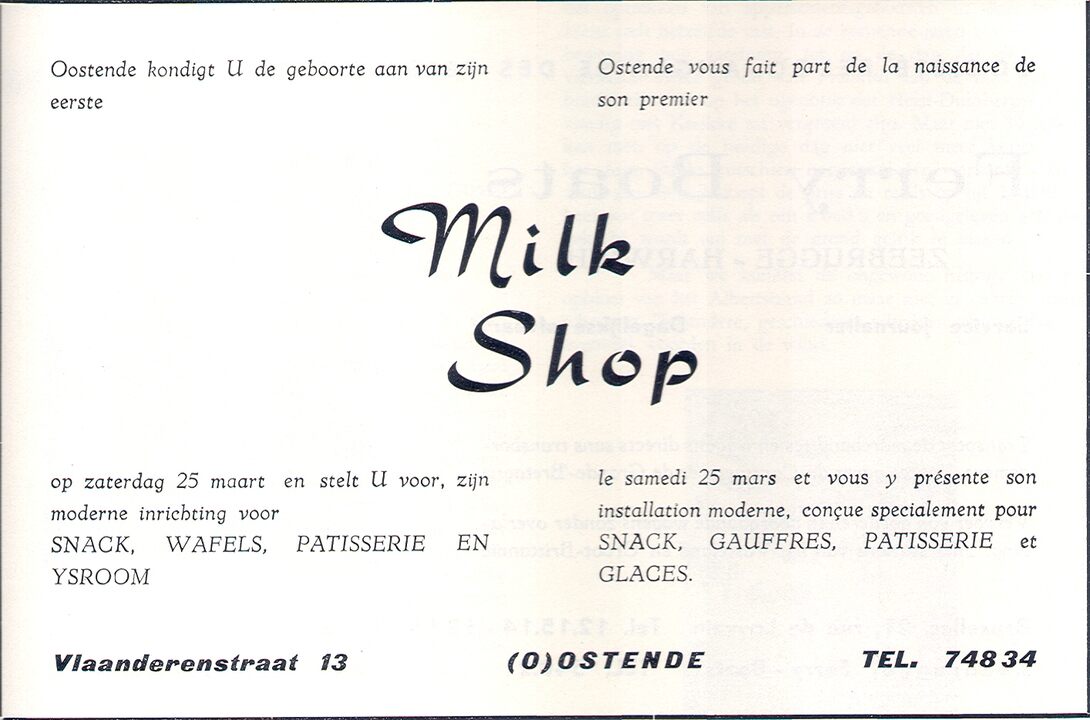 Oostende kondigt U de geboorte aan van zijn
eerste
Ostende vous fait part de la naissance de
son premier
Milk
Shop
op zaterdag 25 maart en stelt U voor, zijn
moderne inrichting voor
SNACK, WAFELS, PATISSERIE EN
YSROOM
le samedi 25 mars et vous y présente son
installation moderne, conçue specialement pour
SNACK, GAUFFRES, PATISSERIE et
GLACES.
Vlaanderenstraat 13 (O)OSTENDE TEL. 74834